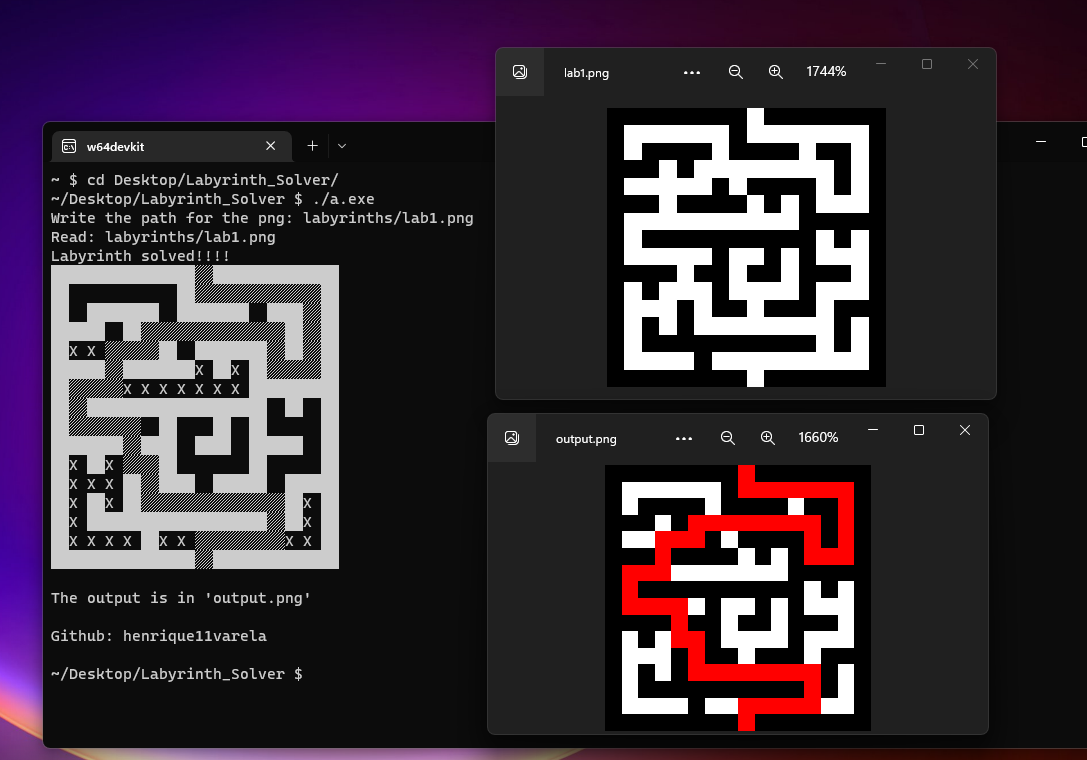 lab1.png
1744%
w64devkit
~ $ cd Desktop/Labyrinth_Solver/
~/Desktop/Labyrinth_Solver $ ./a.exe
Write the path for the png: labyrinths/lab1.png
Read: labyrinths/lab1.png
Labyrinth solved!!!!
X X
X X
X X X X X X X
X X
X X X
X X X
X X
X X X X X X X X
The output is in 'output.png'
Github: henrique11varela
~/Desktop/Labyrinth_Solver $
output.png
1660%